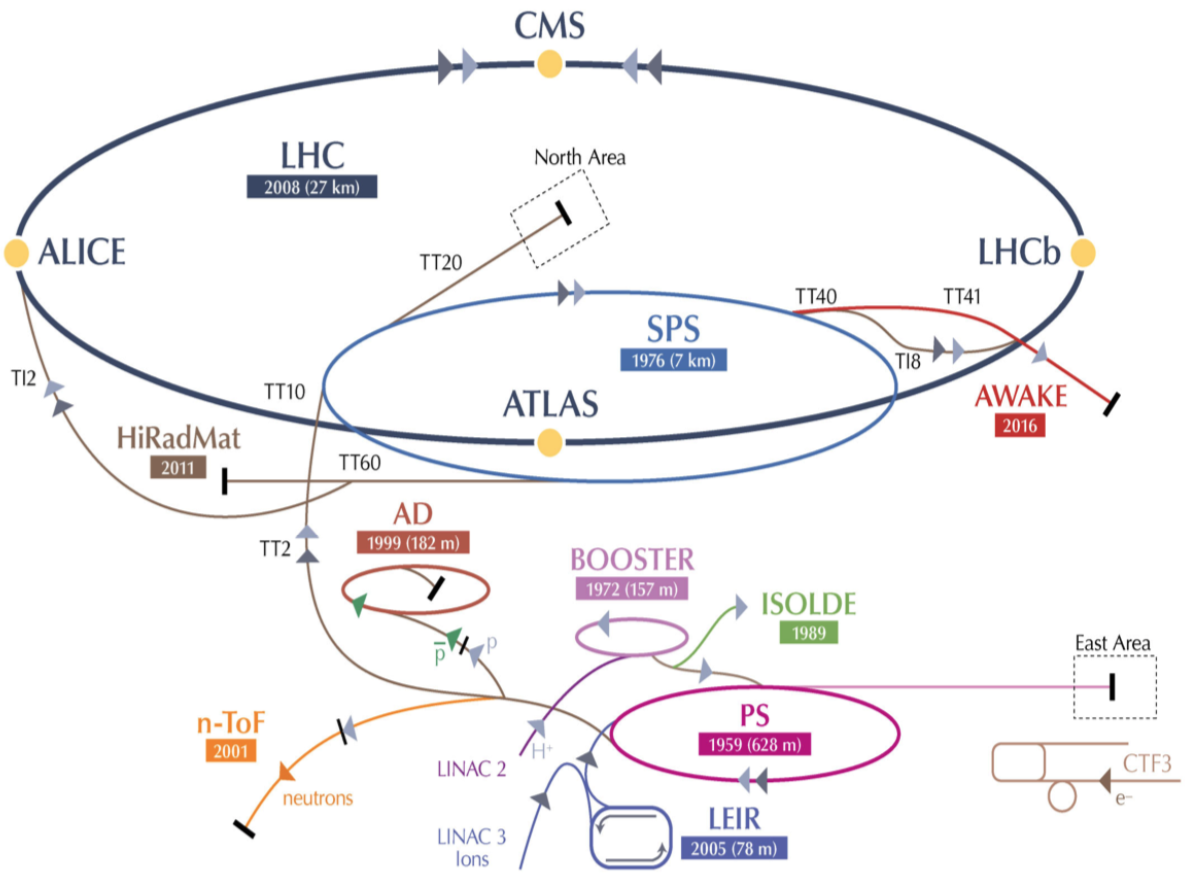 CMS
LHC
2008 (27 km)
North Area
ALICE
LHCb
TT20
TT40
TT41
SPS
1976 (7 km)
TI8
TI2
TT10
ATLAS
AWAKE
2016
HiRadMat
2011
TT60
AD
1999 (182 m)
TT2
BOOSTER
1972 (157 m)
ISOLDE
1989
p̅
p
East Area
n-ToF
2001
PS
1959 (628 m)
H⁺
LINAC 2
neutrons
CTF3
e⁻
LINAC 3
Ions
LEIR
2005 (78 m)